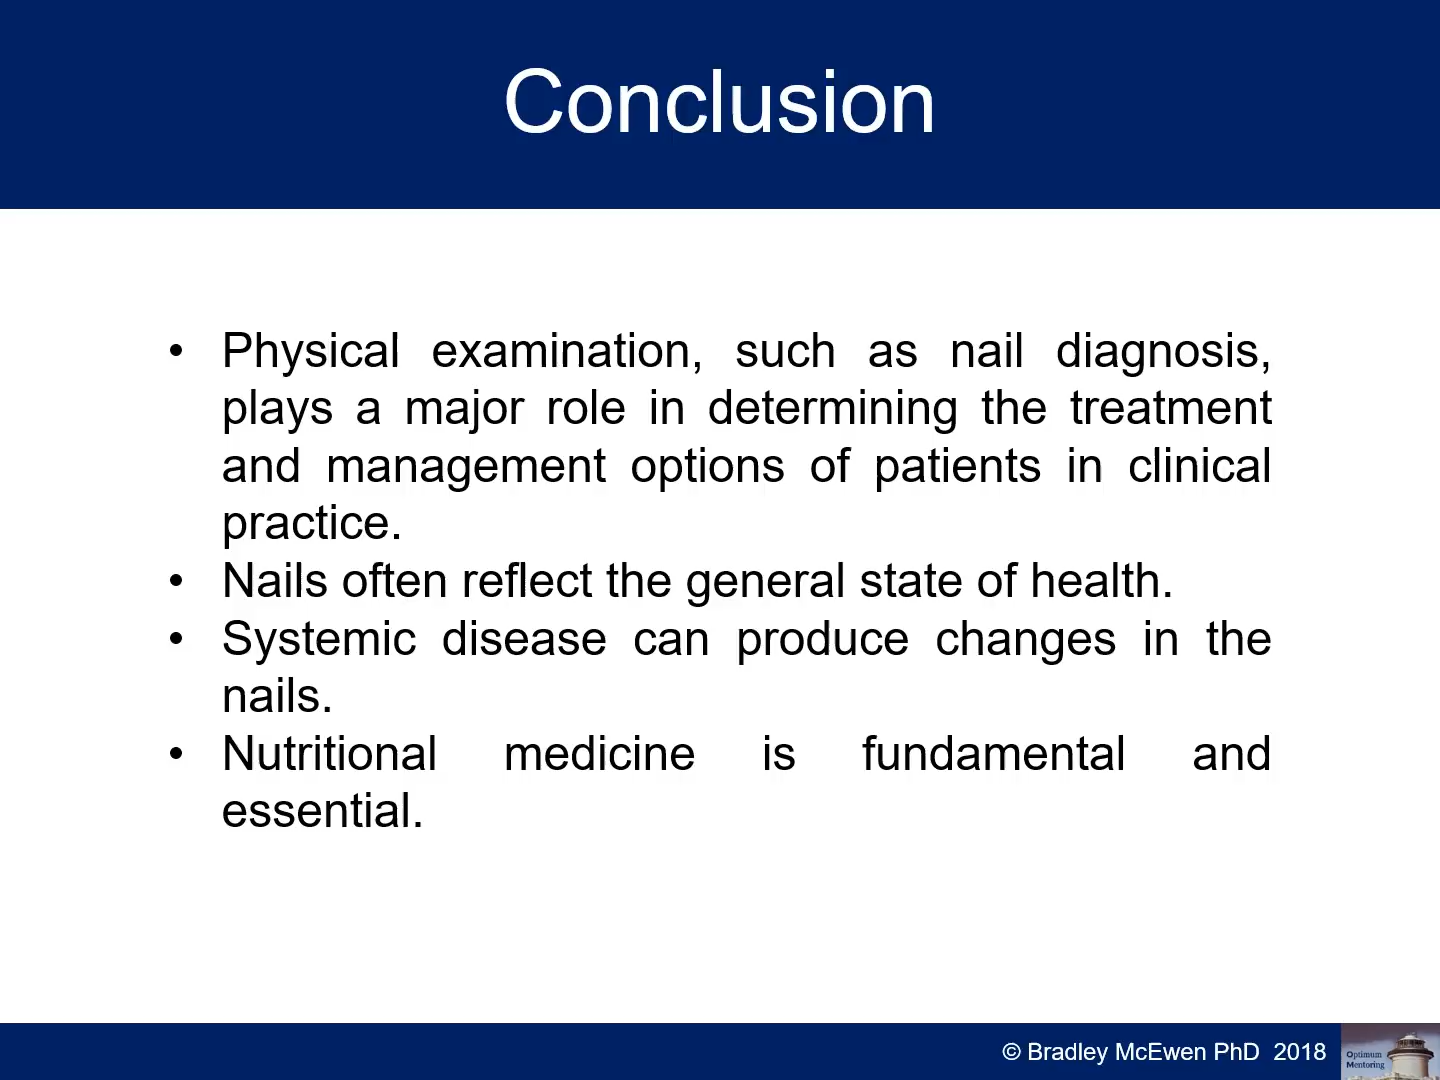 Conclusion
• Physical examination, such as nail diagnosis,
plays a major role in determining the treatment
and management options of patients in clinical
practice.
• Nails often reflect the general state of health.
• Systemic disease can produce changes in the
nails.
• Nutritional medicine is fundamental and
essential.
© Bradley McEwen PhD 2018
Optimum
Mentoring